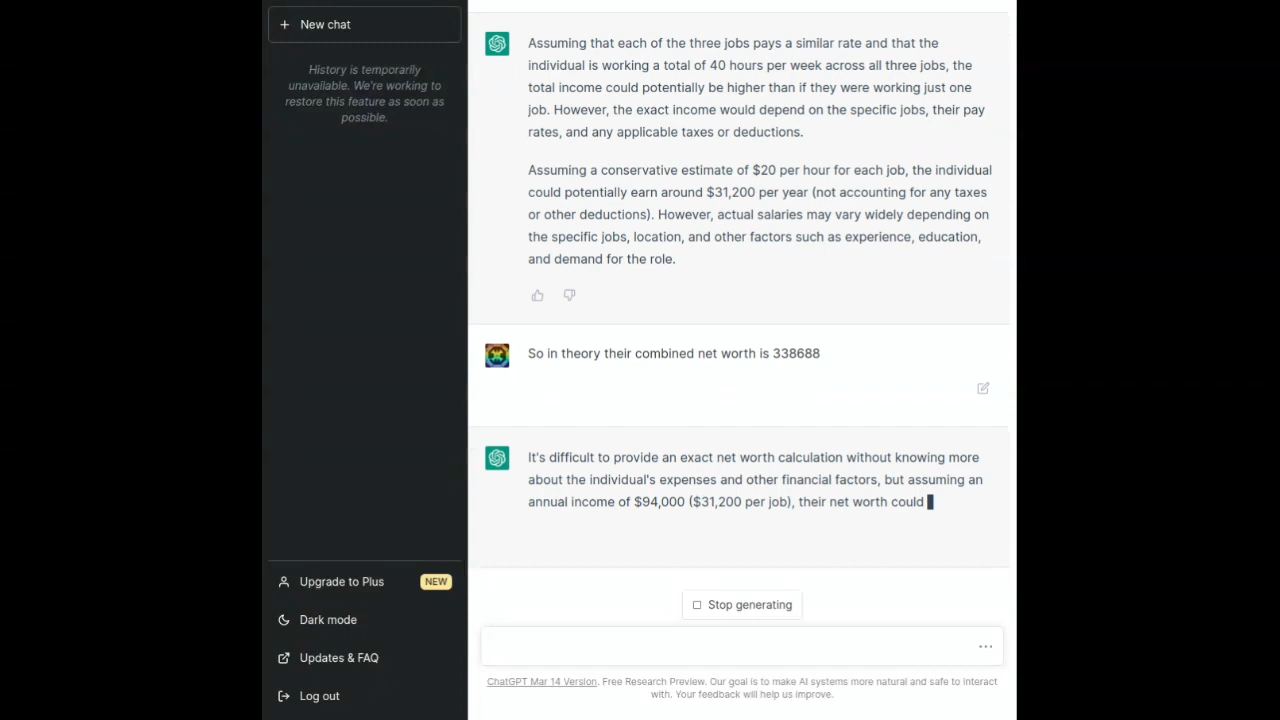 New chat
History is temporarily
unavailable. We're working to
restore this feature as soon as
possible.
Assuming that each of the three jobs pays a similar rate and that the
individual is working a total of 40 hours per week across all three jobs, the
total income could potentially be higher than if they were working just one
job. However, the exact income would depend on the specific jobs, their pay
rates, and any applicable taxes or deductions.
Assuming a conservative estimate of $20 per hour for each job, the individual
could potentially earn around $31,200 per year (not accounting for any taxes
or other deductions). However, actual salaries may vary widely depending on
the specific jobs, location, and other factors such as experience, education,
and demand for the role.
So in theory their combined net worth is 338688
It's difficult to provide an exact net worth calculation without knowing more
about the individual's expenses and other financial factors, but assuming an
annual income of $94,000 ($31,200 per job), their net worth could
Stop generating
ChatGPT Mar 14 Version. Free Research Preview. Our goal is to make AI systems more natural and safe to interact
with. Your feedback will help us improve.
Upgrade to Plus NEW
Dark mode
Updates & FAQ
Log out